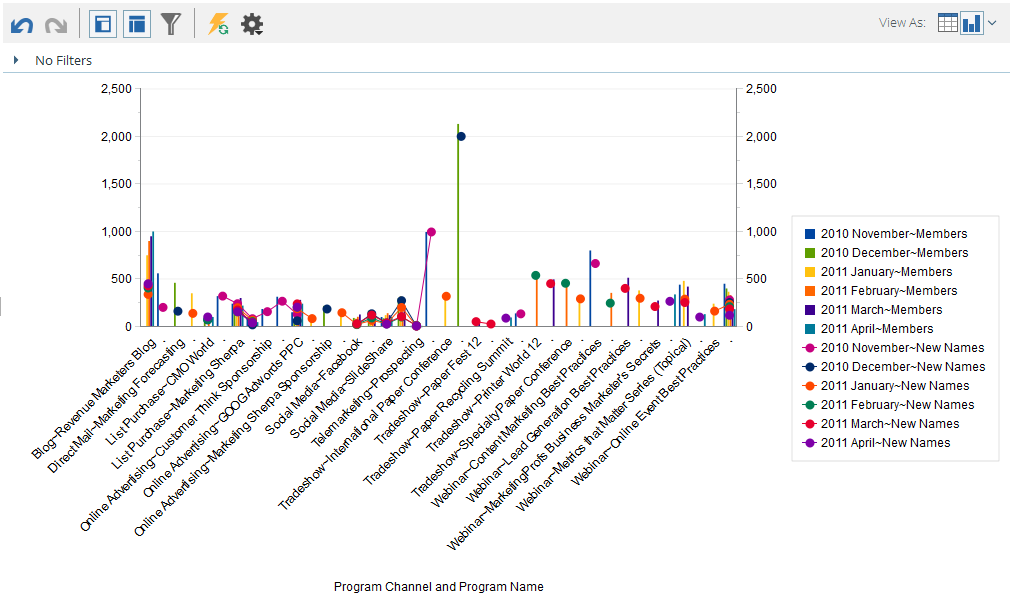 View As:
No Filters
2,500
2,000
1,500
1,000
500
0
2,500
2,000
1,500
1,000
500
0
Blog~Revenue Marketers Blog
Direct Mail~Marketing Forecasting
List Purchase~CMO World
List Purchase~Marketing Sherpa
Online Advertising~Customer Think Sponsorship
Online Advertising~GOOG Adwords PPC
Online Advertising~Marketing Sherpa Sponsorship
Social Media~Facebook
Social Media~SlideShare
Telemarketing~Prospecting
Tradeshow~International Paper Conference
Tradeshow~Paper Fest 12
Tradeshow~Paper Recycling Summit
Tradeshow~Printer World 12
Tradeshow~Specialty Paper Conference
Webinar~Content Marketing Best Practices
Webinar~Lead Generation Best Practices
Webinar~MarketingProfs Business Marketer's Secrets
Webinar~Metrics that Matter Series (Topical)
Webinar~Online Event Best Practices
Program Channel and Program Name
2010 November~Members
2010 December~Members
2011 January~Members
2011 February~Members
2011 March~Members
2011 April~Members
2010 November~New Names
2010 December~New Names
2011 January~New Names
2011 February~New Names
2011 March~New Names
2011 April~New Names